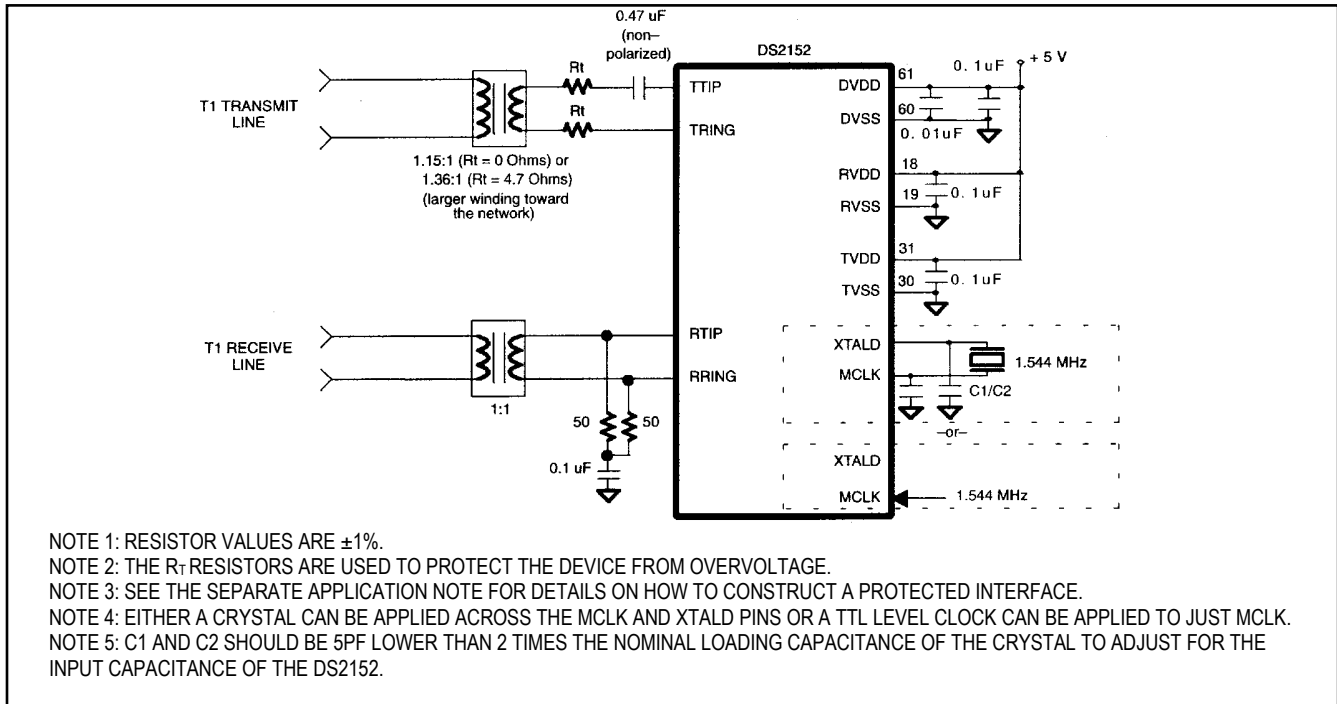 0.47 uF
(non–
polarized)
DS2152
Rt
Rt
T1 TRANSMIT
LINE
1.15:1 (Rt = 0 Ohms) or
1.36:1 (Rt = 4.7 Ohms)
(larger winding toward
the network)
TTIP
TRING
DVDD
61
0. 1uF
+ 5 V
DVSS
60
0. 01uF
RVDD
18
RVSS
19
0. 1uF
TVDD
31
TVSS
30
0. 1uF
T1 RECEIVE
LINE
1:1
RTIP
RRING
50
50
0.1 uF
XTALD
MCLK
1.544 MHz
C1/C2
–or–
XTALD
MCLK
1.544 MHz
NOTE 1: RESISTOR VALUES ARE ±1%.
NOTE 2: THE RT RESISTORS ARE USED TO PROTECT THE DEVICE FROM OVERVOLTAGE.
NOTE 3: SEE THE SEPARATE APPLICATION NOTE FOR DETAILS ON HOW TO CONSTRUCT A PROTECTED INTERFACE.
NOTE 4: EITHER A CRYSTAL CAN BE APPLIED ACROSS THE MCLK AND XTALD PINS OR A TTL LEVEL CLOCK CAN BE APPLIED TO JUST MCLK.
NOTE 5: C1 AND C2 SHOULD BE 5PF LOWER THAN 2 TIMES THE NOMINAL LOADING CAPACITANCE OF THE CRYSTAL TO ADJUST FOR THE
INPUT CAPACITANCE OF THE DS2152.